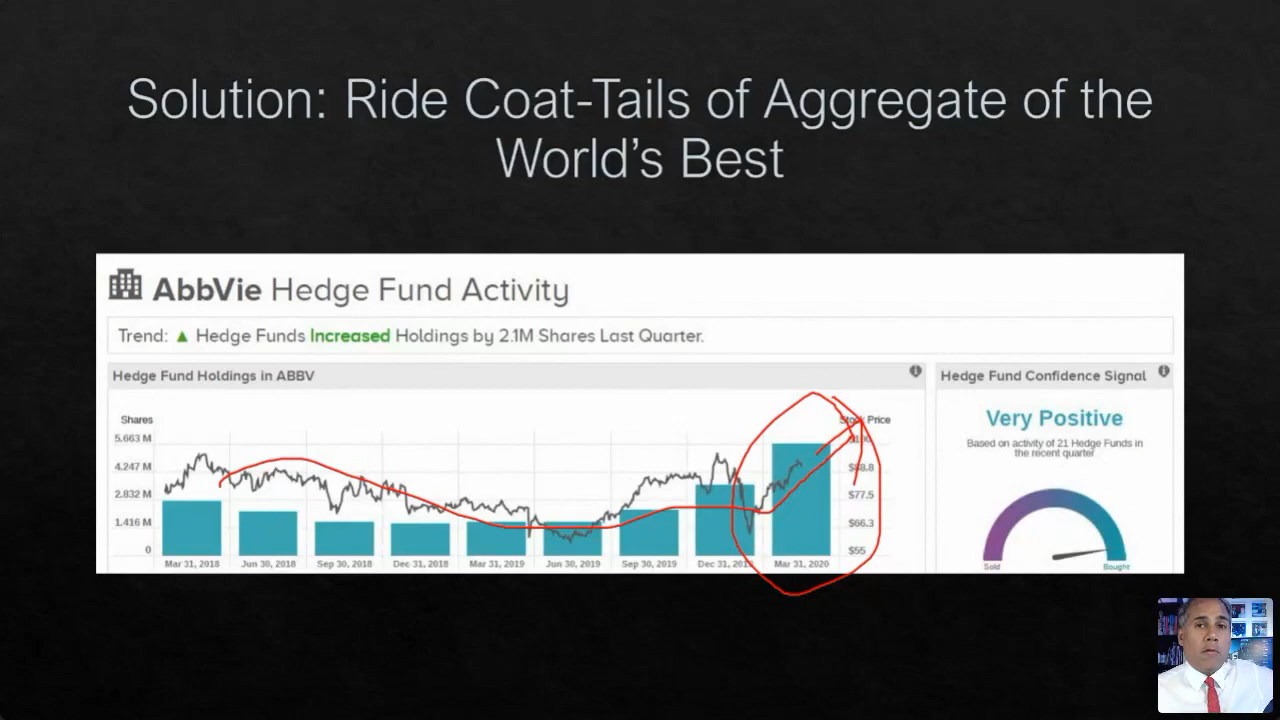 Solution: Ride Coat-Tails of Aggregate of the
World's Best
AbbVie Hedge Fund Activity
Trend: ▲ Hedge Funds Increased Holdings by 2.1M Shares Last Quarter.
Hedge Fund Holdings in ABBV
Shares
Stock Price
5.663 M
4.247 M
2.832 M
1.416 M
0
$88.8
$77.5
$66.3
$55
Mar 31, 2018 Jun 30, 2018 Sep 30, 2018 Dec 31, 2018 Mar 31, 2019 Jun 30, 2019 Sep 30, 2019 Dec 31, 2019 Mar 31, 2020
Hedge Fund Confidence Signal
Very Positive
Based on activity of 21 Hedge Funds in
the recent quarter
Sold
Bought